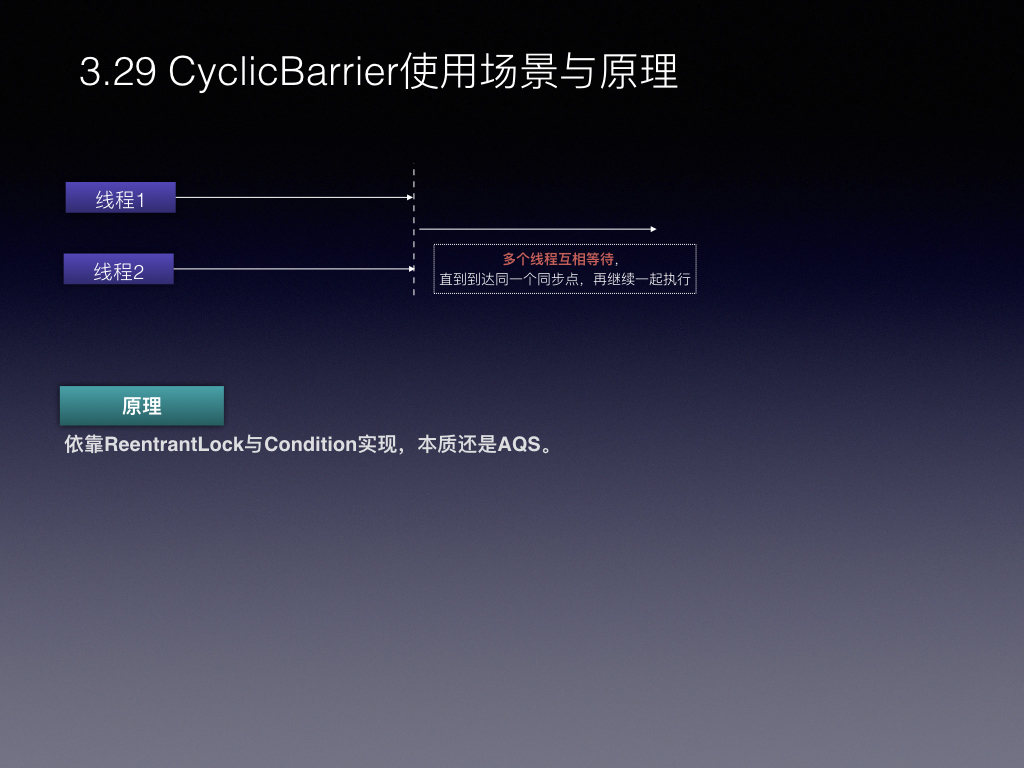 3.29 CyclicBarrier使用场景与原理
线程1
线程2
多个线程互相等待,
直到到达同一个同步点，再继续一起执行
原理
依靠ReentrantLock与Condition实现，本质还是AQS。